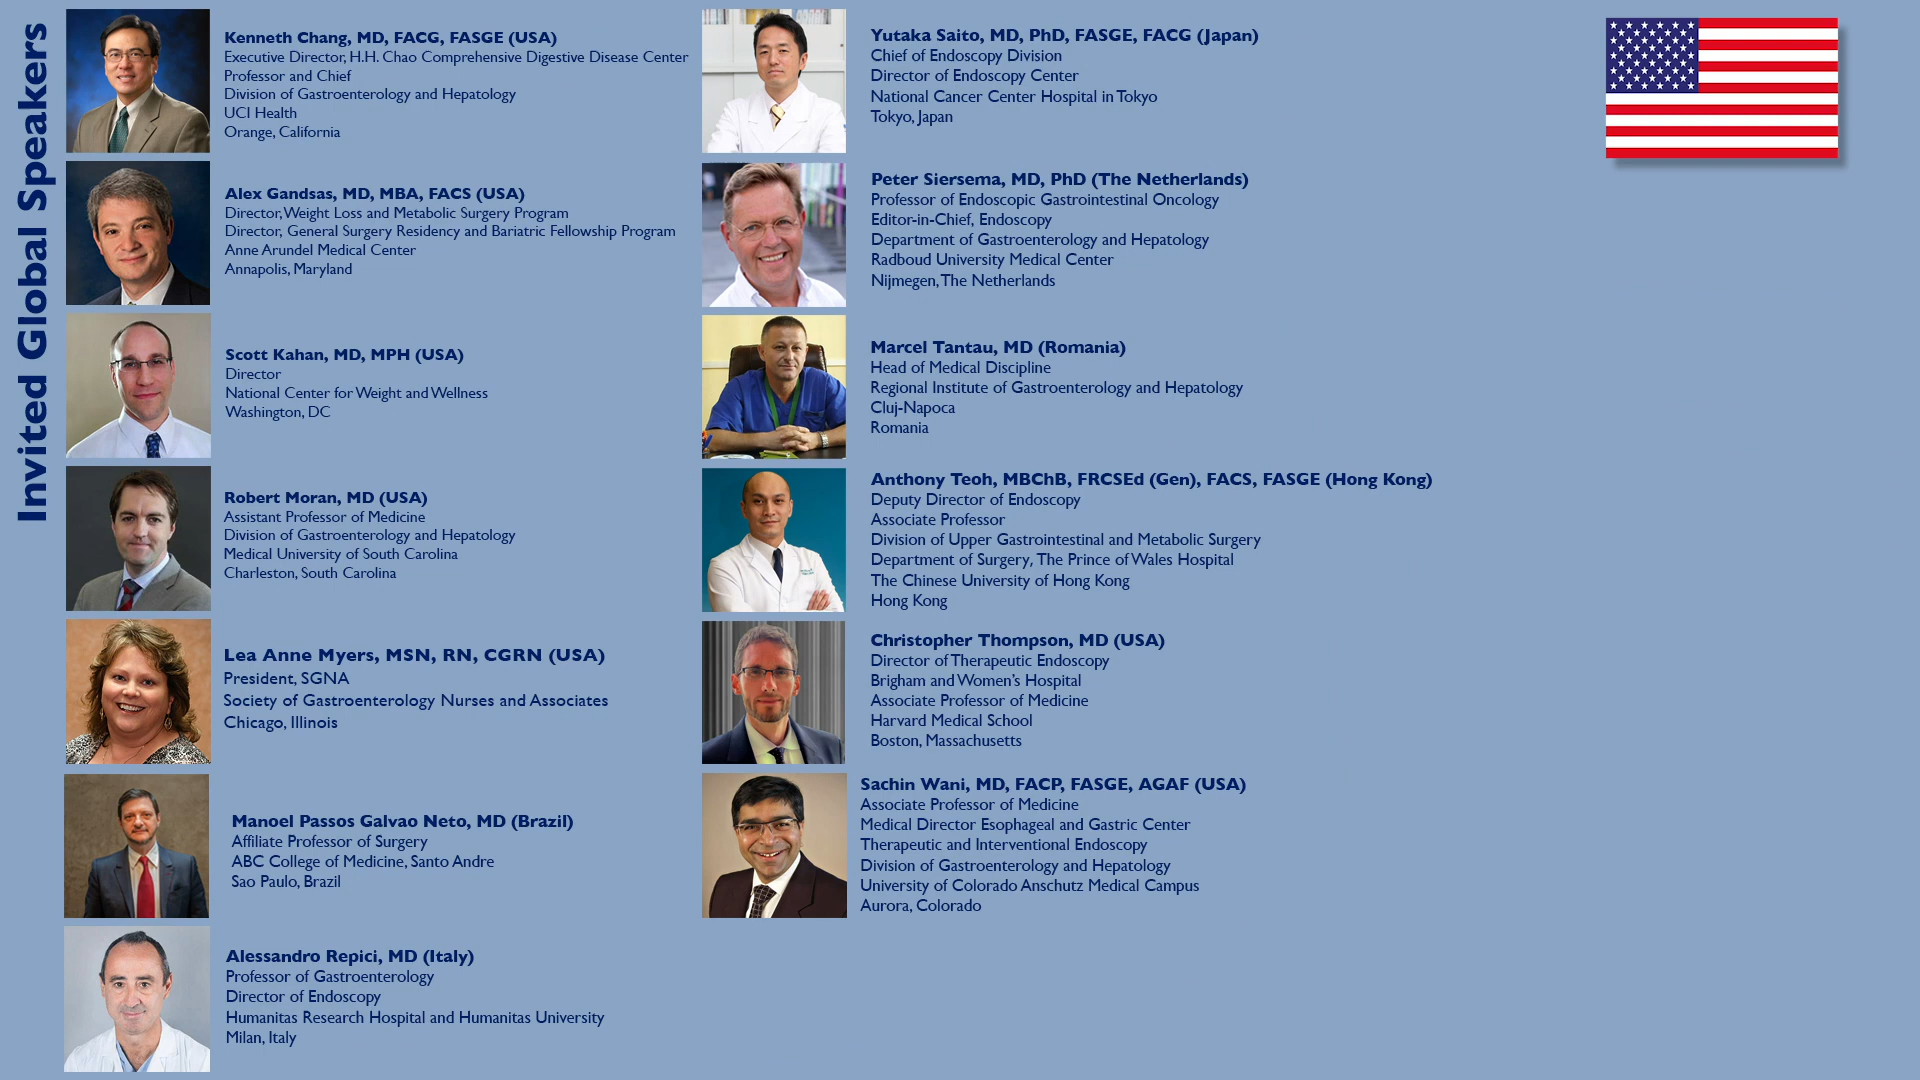 Invited Global Speakers
Kenneth Chang, MD, FACG, FASGE (USA)
Executive Director, H.H. Chao Comprehensive Digestive Disease Center
Professor and Chief
Division of Gastroenterology and Hepatology
UCI Health
Orange, California
Alex Gandsas, MD, MBA, FACS (USA)
Director, Weight Loss and Metabolic Surgery Program
Director, General Surgery Residency and Bariatric Fellowship Program
Anne Arundel Medical Center
Annapolis, Maryland
Scott Kahan, MD, MPH (USA)
Director
National Center for Weight and Wellness
Washington, DC
Robert Moran, MD (USA)
Assistant Professor of Medicine
Division of Gastroenterology and Hepatology
Medical University of South Carolina
Charleston, South Carolina
Lea Anne Myers, MSN, RN, CGRN (USA)
President, SGNA
Society of Gastroenterology Nurses and Associates
Chicago, Illinois
Manoel Passos Galvao Neto, MD (Brazil)
Affiliate Professor of Surgery
ABC College of Medicine, Santo Andre
Sao Paulo, Brazil
Alessandro Repici, MD (Italy)
Professor of Gastroenterology
Director of Endoscopy
Humanitas Research Hospital and Humanitas University
Milan, Italy
Yutaka Saito, MD, PhD, FASGE, FACG (Japan)
Chief of Endoscopy Division
Director of Endoscopy Center
National Cancer Center Hospital in Tokyo
Tokyo, Japan
Peter Siersema, MD, PhD (The Netherlands)
Professor of Endoscopic Gastrointestinal Oncology
Editor-in-Chief, Endoscopy
Department of Gastroenterology and Hepatology
Radboud University Medical Center
Nijmegen, The Netherlands
Marcel Tantau, MD (Romania)
Head of Medical Discipline
Regional Institute of Gastroenterology and Hepatology
Cluj-Napoca
Romania
Anthony Teoh, MBChB, FRCSEd (Gen), FACS, FASGE (Hong Kong)
Deputy Director of Endoscopy
Associate Professor
Division of Upper Gastrointestinal and Metabolic Surgery
Department of Surgery, The Prince of Wales Hospital
The Chinese University of Hong Kong
Hong Kong
Christopher Thompson, MD (USA)
Director of Therapeutic Endoscopy
Brigham and Women's Hospital
Associate Professor of Medicine
Harvard Medical School
Boston, Massachusetts
Sachin Wani, MD, FACP, FASGE, AGAF (USA)
Associate Professor of Medicine
Medical Director Esophageal and Gastric Center
Therapeutic and Interventional Endoscopy
Division of Gastroenterology and Hepatology
University of Colorado Anschutz Medical Campus
Aurora, Colorado